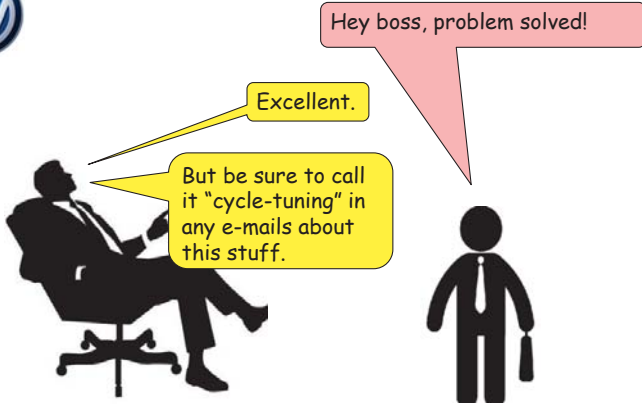 Hey boss, problem solved!
Excellent.
But be sure to call
it “cycle-tuning” in
any e-mails about
this stuff.